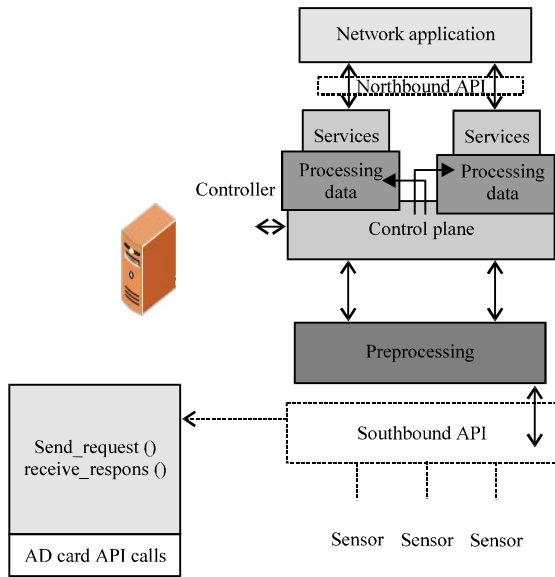 Network application
Northbound API
Services
Services
Processing
data
Processing
data
Controller
Control plane
Preprocessing
Send_request ()
receive_respons ()
Southbound API
AD card API calls
Sensor Sensor Sensor